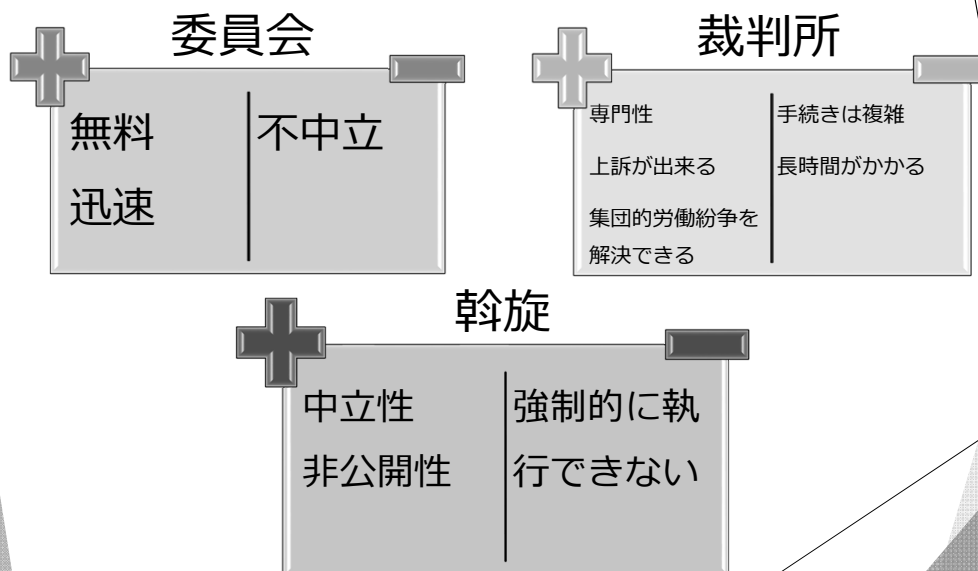 委員会
無料
迅速
不中立
裁判所
専門性
上訴が出来る
集団的労働紛争を
解決できる
手続きは複雑
長時間がかかる
斡旋
中立性
非公開性
強制的に執
行できない